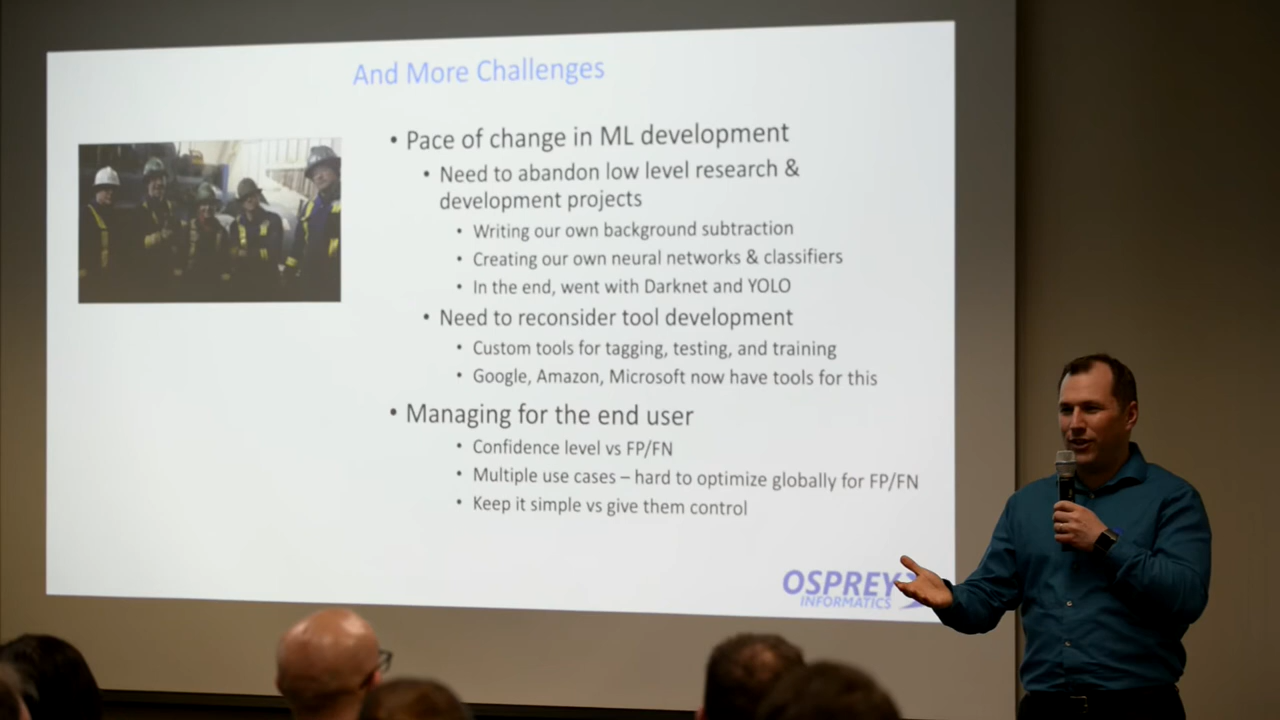 And More Challenges
• Pace of change in ML development
• Need to abandon low level research &
development projects
• Writing our own background subtraction
• Creating our own neural networks & classifiers
• In the end, went with Darknet and YOLO
• Need to reconsider tool development
• Custom tools for tagging, testing, and training
• Google, Amazon, Microsoft now have tools for this
• Managing for the end user
• Confidence level vs FP/FN
• Multiple use cases – hard to optimize globally for FP/FN
• Keep it simple vs give them control
OSPREY
INFORMATICS